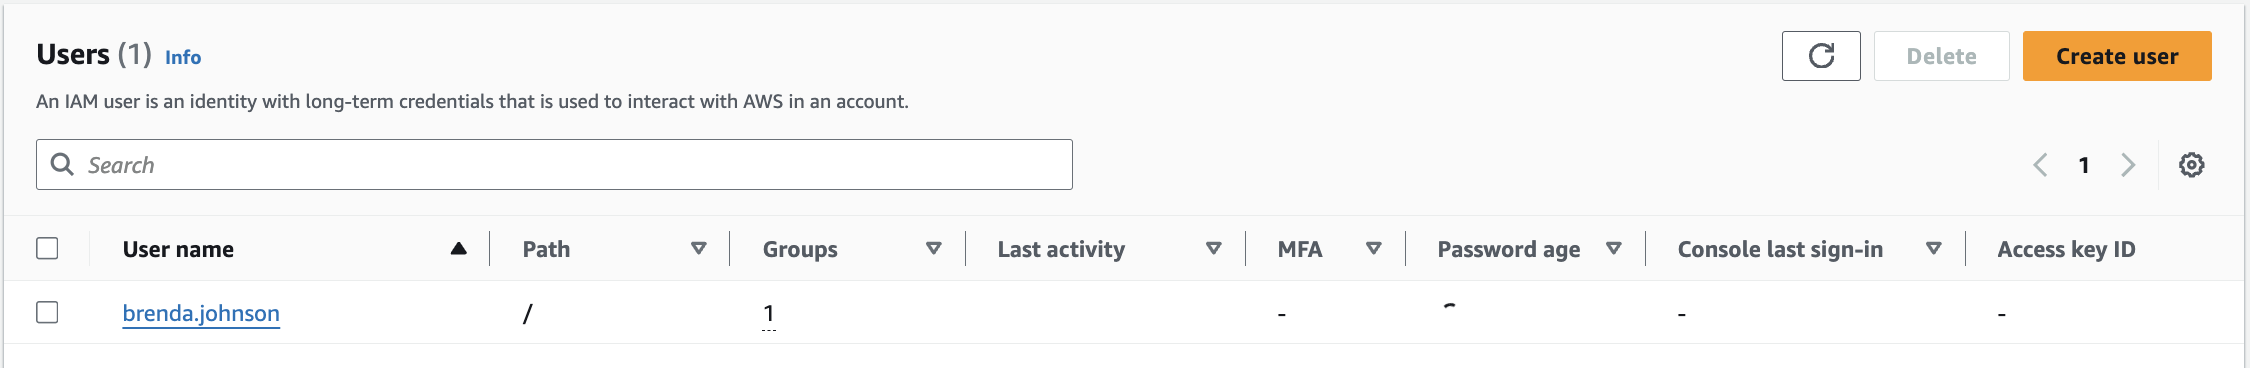 Users (1) Info
Delete
Create user
An IAM user is an identity with long-term credentials that is used to interact with AWS in an account.
Search
1
User name Path Groups Last activity MFA Password age Console last sign-in Access key ID
brenda.johnson / 1 - - -